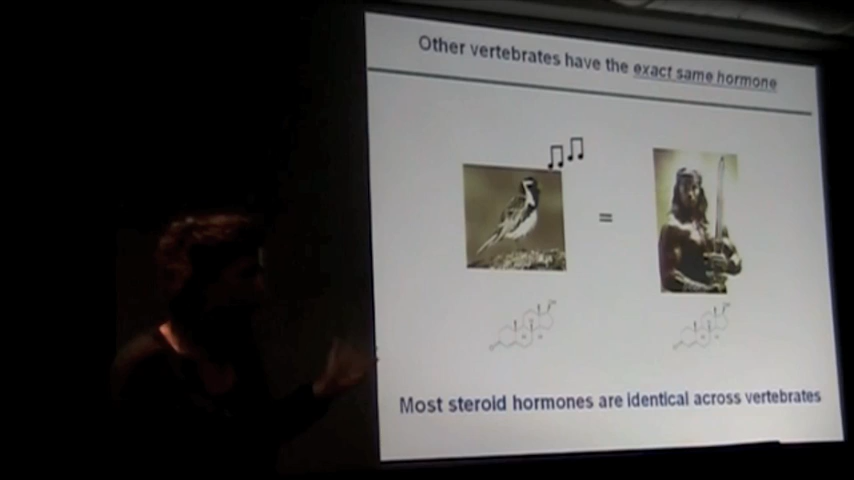 Other vertebrates have the exact same hormone
=
Most steroid hormones are identical across vertebrates